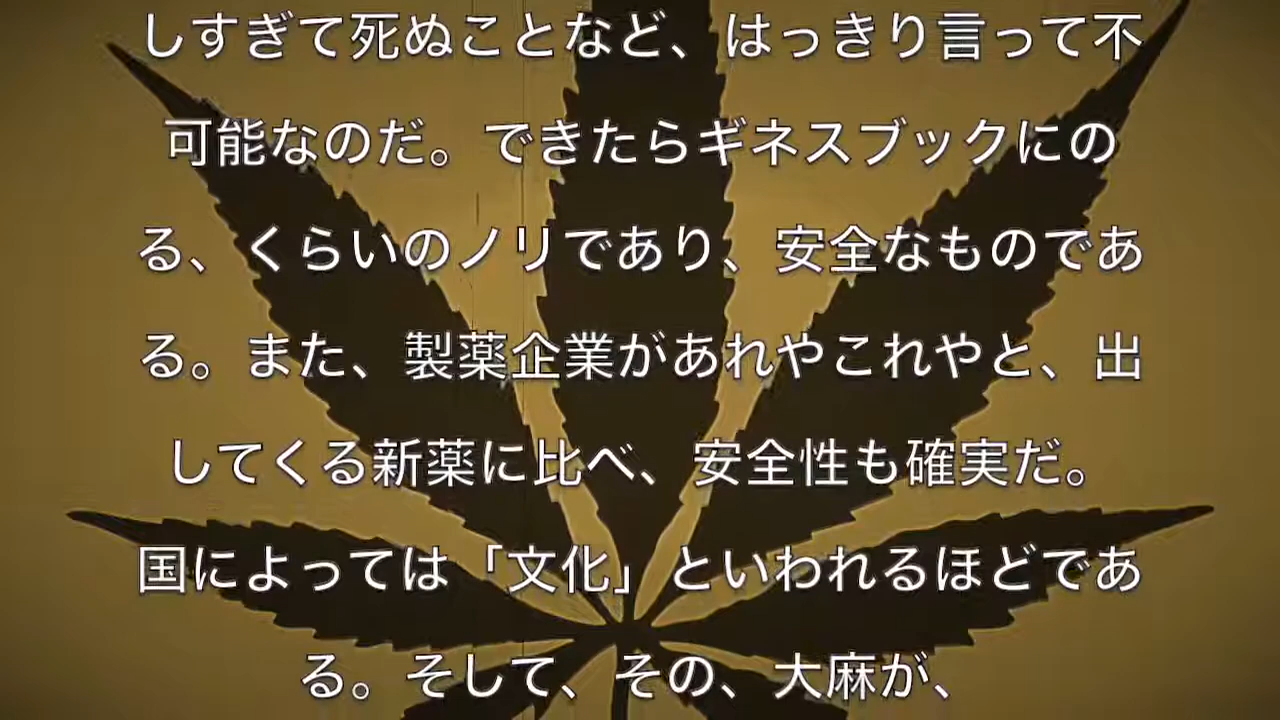 しすぎて死ぬことなど、はっきり言って不
可能なのだ。できたらギネスブックにの
る、くらいのノリであり、安全なものであ
る。また、製薬企業があれやこれやと、出
してくる新薬に比べ、安全性も確実だ。
国によっては「文化」といわれるほどであ
る。そして、その、大麻が、